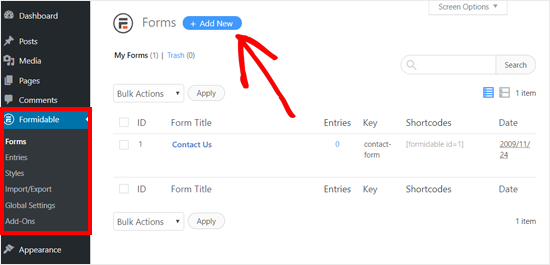 Dashboard
Posts
Media
Pages
Comments
Formidable
Forms
Entries
Styles
Import/Export
Global Settings
Add-Ons
Appearance
Screen Options ▼
Forms + Add New
My Forms (1) | Trash (0)
Search
Bulk Actions ▼ Apply 1 item
ID Form Title Entries Key Shortcodes Date
1 Contact Us 0 contact-form [formidable id=1] 2009/11/24
ID Form Title Entries Key Shortcodes Date
Bulk Actions ▼ Apply 1 item